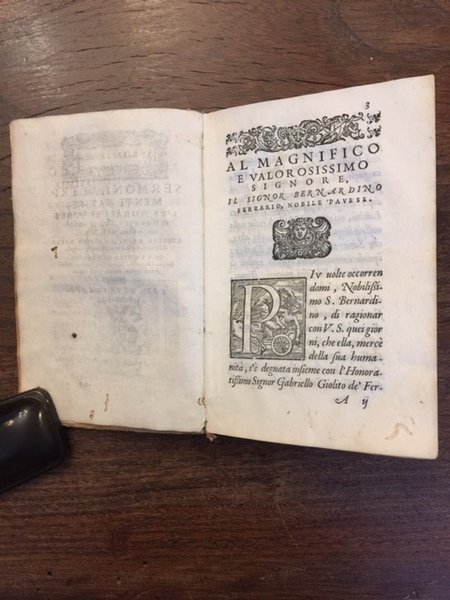 3
AL MAGNIFICO
E VALOROSISSIMO
SIGNORE,
IL SIGNOR BERNARDINO
FERRARIO, NOBILE PAVESE.
PIV uolte occorren
domi, Nobilißi
mo S. Bernardi
no, di ragionar
con V. S. quei gior
ni, che ella, mercè
della sua huma-
nità, s'è degnata insieme con l'Honora-
tißimo Signor Gabriello Giolito de' Fer-
A ij